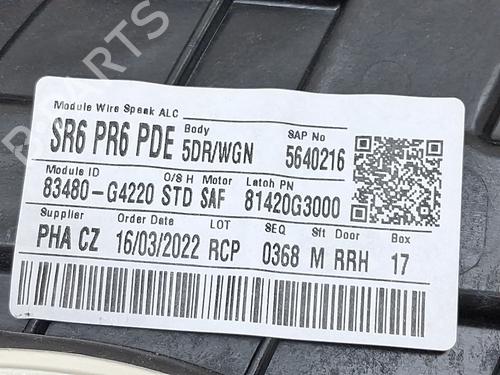 Module Wire Speak ALC
SR6 PR6 PDE Body 5DR/WGN SAP No 5640216
Module ID O/S H Motor Latch PN
83480-G4220 STD SAF 81420G3000
Supplier Order Date LOT SEQ Sft Door Box
PHA CZ 16/03/2022 RCP 0368 M RRH 17